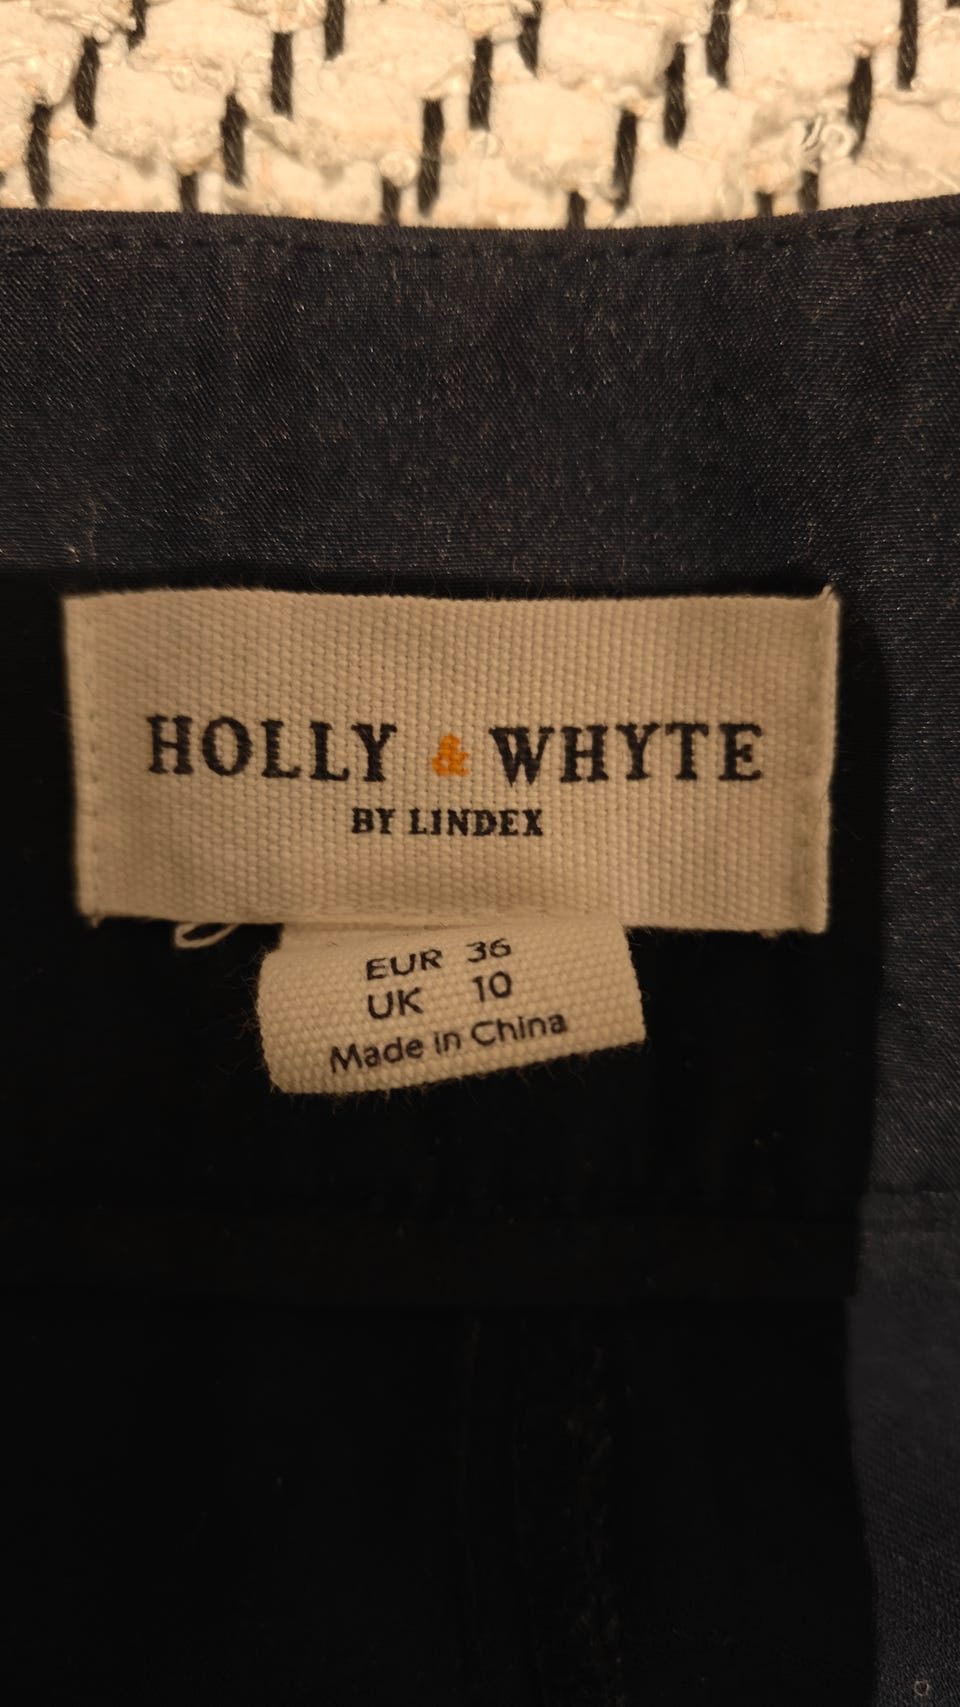 HOLLY & WHYTE
BY LINDEX
EUR 36
UK 10
Made in China